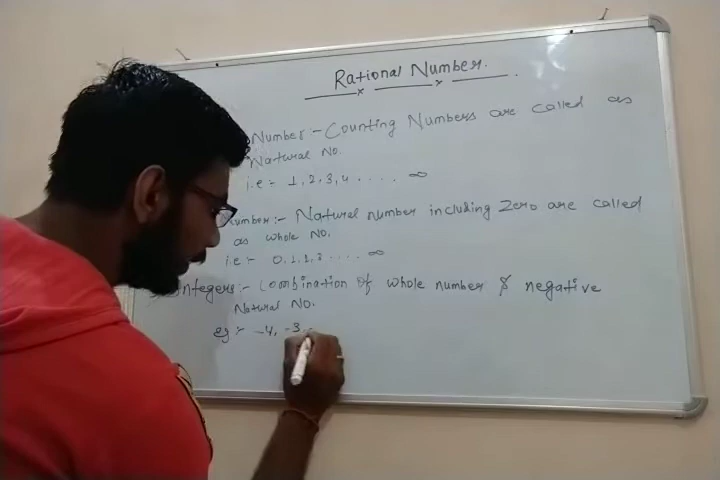 Rational Number.
Number :- Counting Numbers are called as
Natural No.
i.e :- 1, 2, 3, 4 . . . . ∞
umber :- Natural number including Zero are called
as whole No.
i.e :- 0, 1, 2, 3 . . . . ∞
Integers :- Combination of whole number & negative
Natural No.
eg :- -4, -3